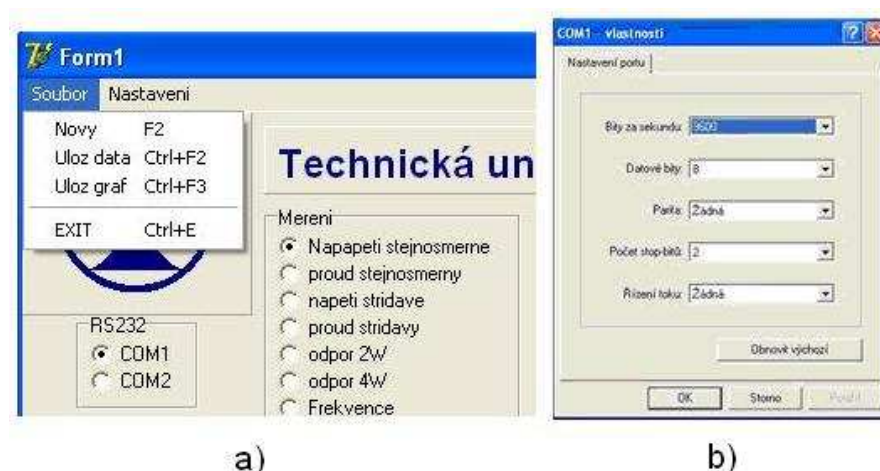 Form1
Soubor Nastaveni
Novy F2
Uloz data Ctrl+F2
Uloz graf Ctrl+F3
EXIT Ctrl+E
Technická un
Mereni
Napapeti stejnosmerne
proud stejnosmerny
napeti stridave
proud stridavy
odpor 2W
odpor 4W
Frekvence
RS232
COM1
COM2
a)
COM1 - vlastnosti
Nastavení portu
Bity za sekundu: 9600
Datové bity: 8
Parita: Žádná
Počet stop-bitů: 2
Řízení toku: Žádná
Obnovit výchozí
OK Storno Použít
b)